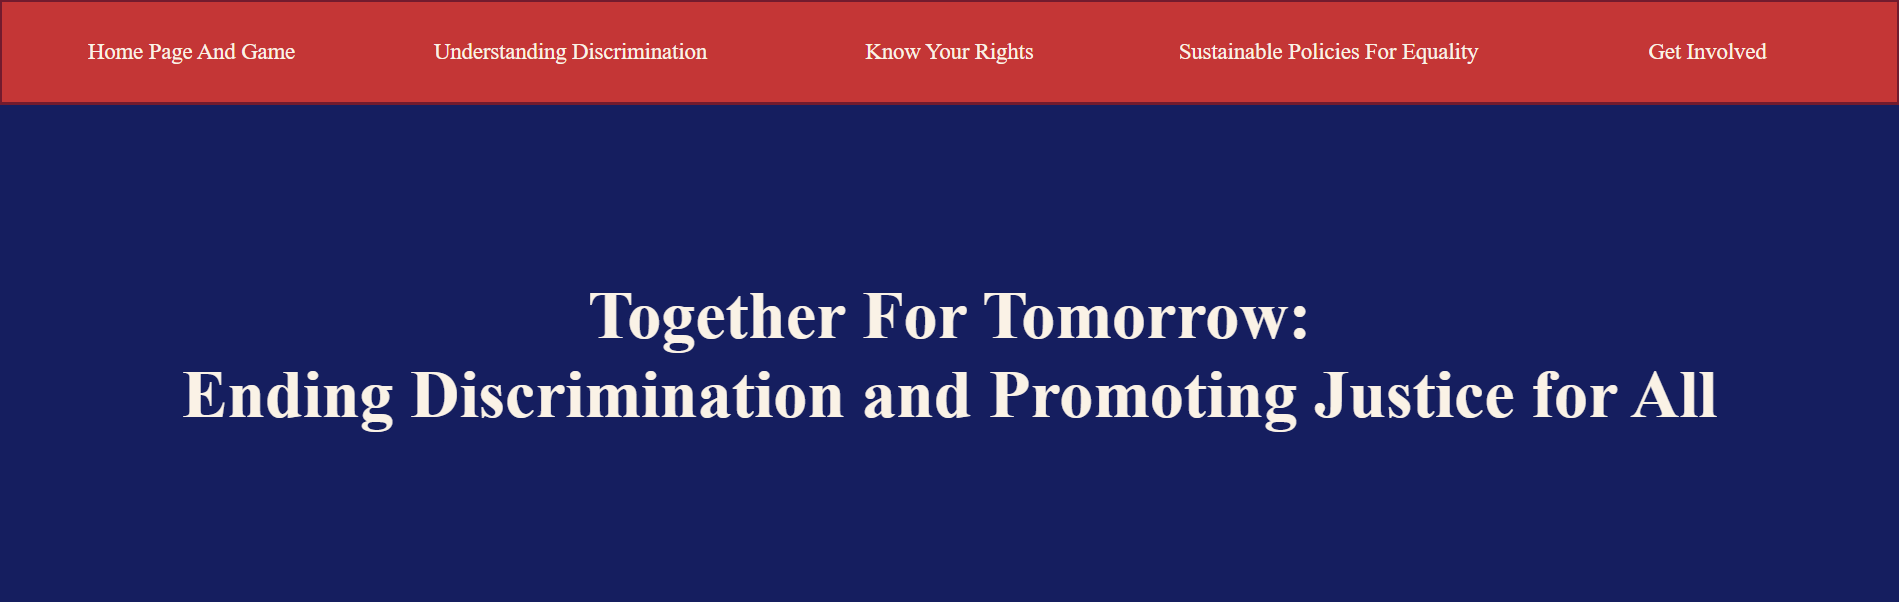 Home Page And Game
Understanding Discrimination
Know Your Rights
Sustainable Policies For Equality
Get Involved
Together For Tomorrow:
Ending Discrimination and Promoting Justice for All